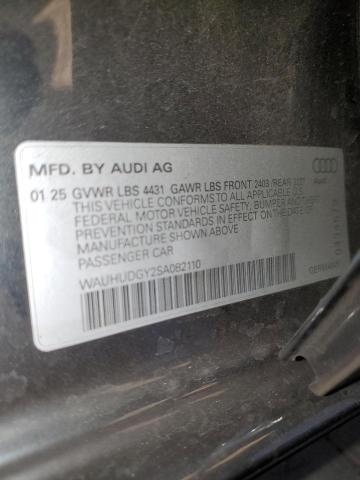 MFD. BY AUDI AG
01 25 GVWR LBS 4431 GAWR LBS FRONT 2403 /REAR
THIS VEHICLE CONFORMS TO ALL APPLICABLE U.S.
FEDERAL MOTOR VEHICLE SAFETY, BUMPER AND
PREVENTION STANDARDS IN EFFECT ON THE DATE OF
MANUFACTURE SHOWN ABOVE
PASSENGER CAR
WAUHUDGY2SA082110
Audi
GERMANY